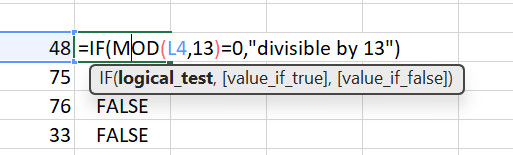 48 =IF(MOD(L4,13)=0,"divisible by 13")
75 IF(logical_test, [value_if_true], [value_if_false])
76 FALSE
33 FALSE